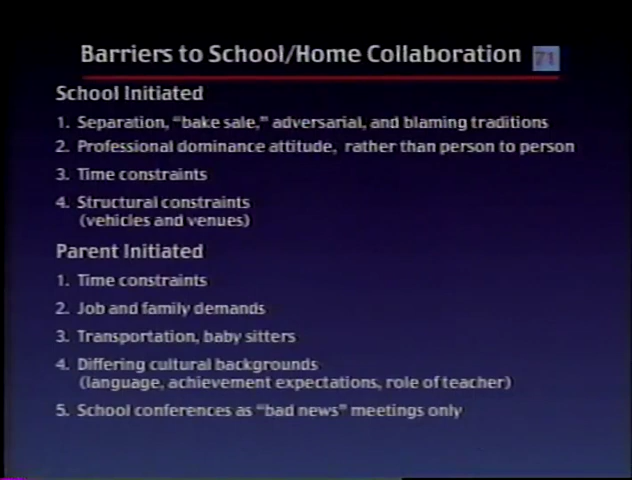 Barriers to School/Home Collaboration 71
School Initiated
1. Separation, “bake sale,” adversarial, and blaming traditions
2. Professional dominance attitude, rather than person to person
3. Time constraints
4. Structural constraints
(vehicles and venues)
Parent Initiated
1. Time constraints
2. Job and family demands
3. Transportation, baby sitters
4. Differing cultural backgrounds
(language, achievement expectations, role of teacher)
5. School conferences as “bad news” meetings only